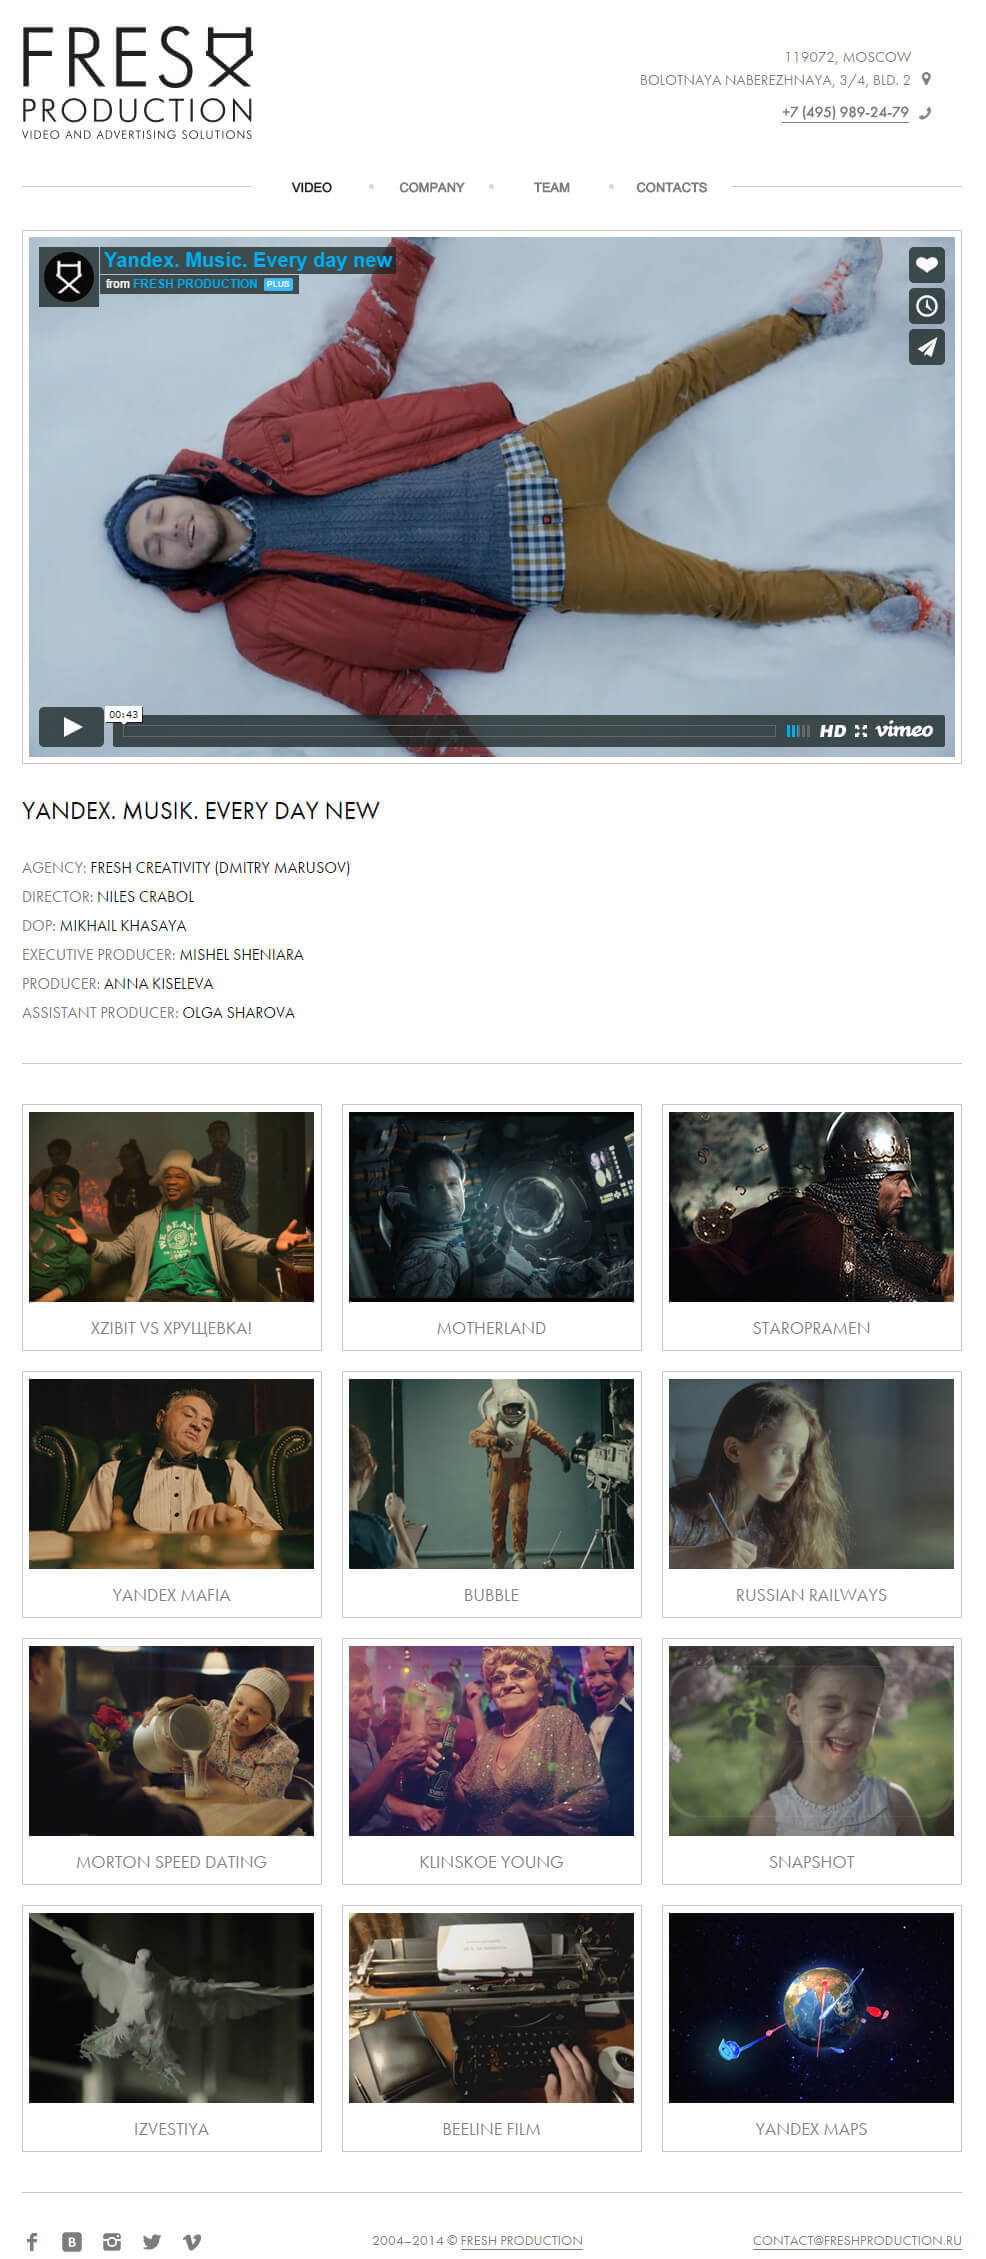 FRESH
PRODUCTION
VIDEO AND ADVERTISING SOLUTIONS
119072, MOSCOW
BOLOTNAYA NABEREZHNAYA, 3/4, BLD. 2
+7 (495) 989-24-79
VIDEO
COMPANY
TEAM
CONTACTS
Yandex. Music. Every day new
from FRESH PRODUCTION PLUS
00:43
HD
vimeo
YANDEX. MUSIK. EVERY DAY NEW
AGENCY: FRESH CREATIVITY (DMITRY MARUSOV)
DIRECTOR: NILES CRABOL
DOP: MIKHAIL KHASAYA
EXECUTIVE PRODUCER: MISHEL SHENIARA
PRODUCER: ANNA KISELEVA
ASSISTANT PRODUCER: OLGA SHAROVA
XZIBIT VS ХРУЩЕВКА!
MOTHERLAND
STAROPRAMEN
YANDEX MAFIA
BUBBLE
RUSSIAN RAILWAYS
MORTON SPEED DATING
KLINSKOE YOUNG
SNAPSHOT
IZVESTIYA
BEELINE FILM
YANDEX MAPS
2004–2014 © FRESH PRODUCTION
CONTACT@FRESHPRODUCTION.RU